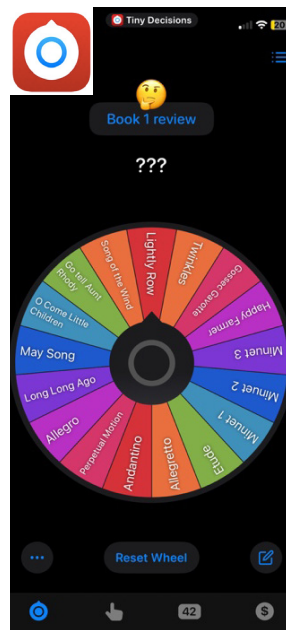 Tiny Decisions
20
Book 1 review
???
Lightly Row
Twinkles
Gossec Gavotte
Happy Farmer
Minuet 3
Minuet 2
Minuet 1
Etude
Allegretto
Andantino
Perpetual Motion
Allegro
Long Long Ago
May Song
O Come Little
Children
Go tell Aunt
Rhody
Song of the Wind
Reset Wheel
42
$